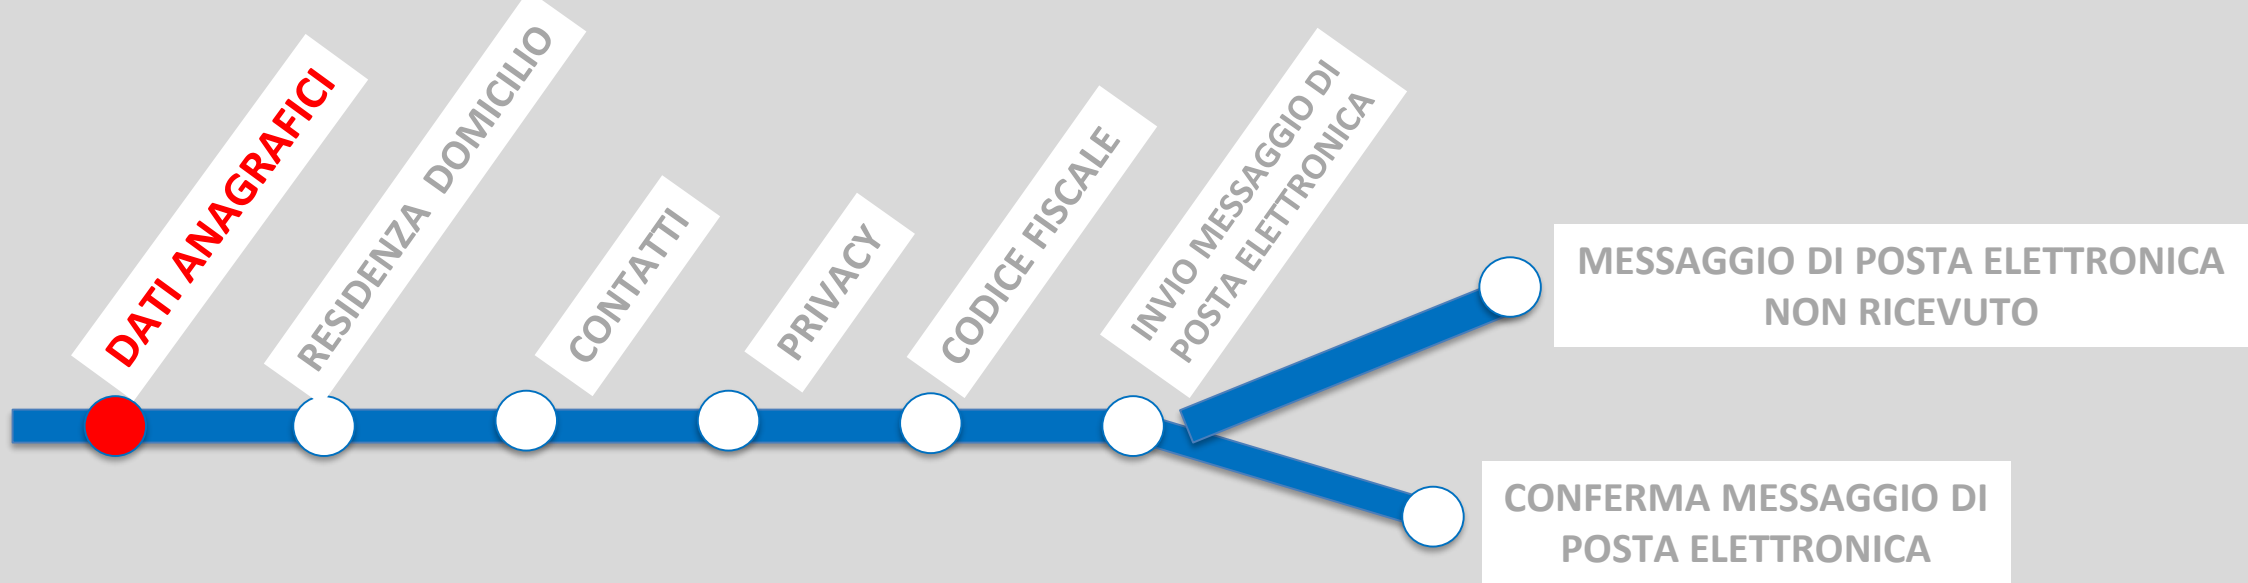 DATI ANAGRAFICI
RESIDENZA DOMICILIO
CONTATTI
PRIVACY
CODICE FISCALE
INVIO MESSAGGIO DI
POSTA ELETTRONICA
MESSAGGIO DI POSTA ELETTRONICA
NON RICEVUTO
CONFERMA MESSAGGIO DI
POSTA ELETTRONICA